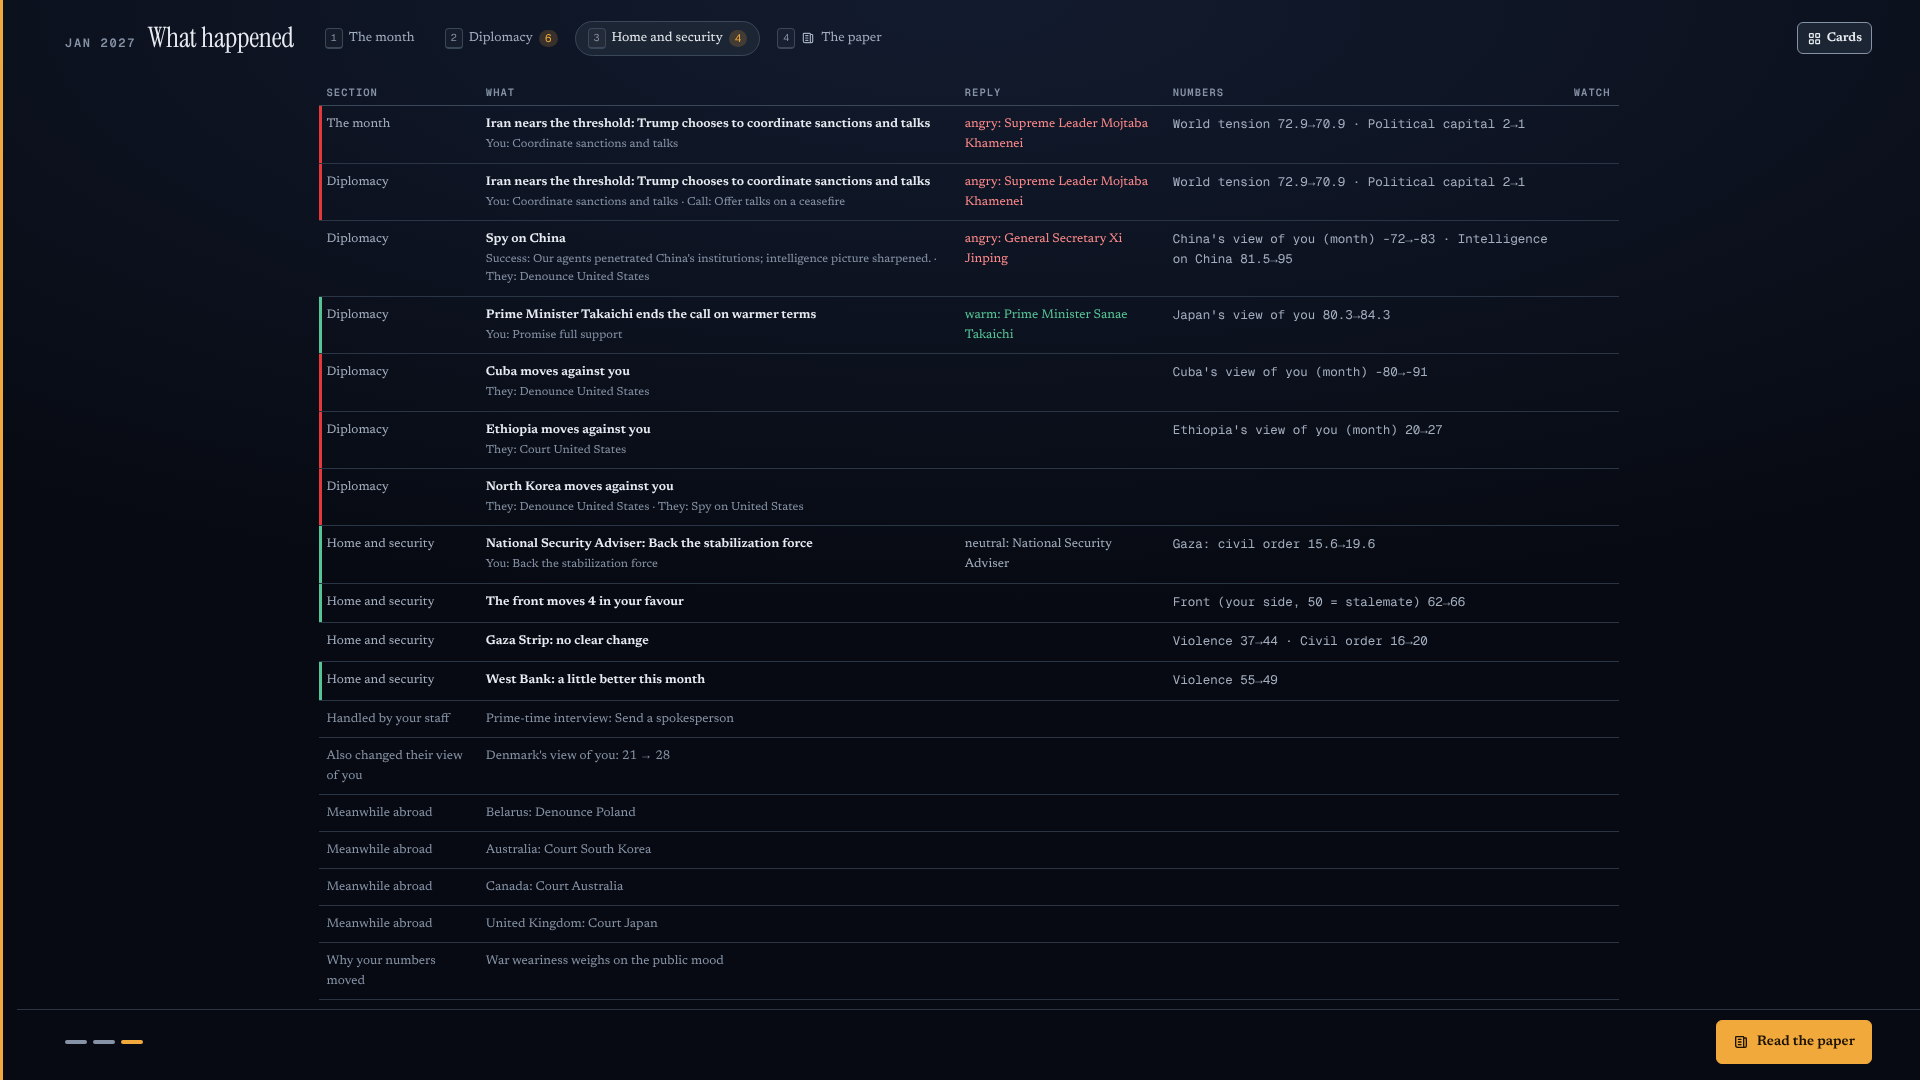 JAN 2027 What happened 1 The month 2 Diplomacy 6 3 Home and security 4 4 The paper Cards
SECTION WHAT REPLY NUMBERS WATCH
The month Iran nears the threshold: Trump chooses to coordinate sanctions and talks angry: Supreme Leader Mojtaba World tension 72.9→70.9 · Political capital 2→1
You: Coordinate sanctions and talks Khamenei
Diplomacy Iran nears the threshold: Trump chooses to coordinate sanctions and talks angry: Supreme Leader Mojtaba World tension 72.9→70.9 · Political capital 2→1
You: Coordinate sanctions and talks · Call: Offer talks on a ceasefire Khamenei
Diplomacy Spy on China angry: General Secretary Xi China's view of you (month) -72→-83 · Intelligence
Success: Our agents penetrated China's institutions; intelligence picture sharpened. · Jinping on China 81.5→95
They: Denounce United States
Diplomacy Prime Minister Takaichi ends the call on warmer terms warm: Prime Minister Sanae Japan's view of you 80.3→84.3
You: Promise full support Takaichi
Diplomacy Cuba moves against you Cuba's view of you (month) -80→-91
They: Denounce United States
Diplomacy Ethiopia moves against you Ethiopia's view of you (month) 20→27
They: Court United States
Diplomacy North Korea moves against you
They: Denounce United States · They: Spy on United States
Home and security National Security Adviser: Back the stabilization force neutral: National Security Gaza: civil order 15.6→19.6
You: Back the stabilization force Adviser
Home and security The front moves 4 in your favour Front (your side, 50 = stalemate) 62→66
Home and security Gaza Strip: no clear change Violence 37→44 · Civil order 16→20
Home and security West Bank: a little better this month Violence 55→49
Handled by your staff Prime-time interview: Send a spokesperson
Also changed their view Denmark's view of you: 21 → 28
of you
Meanwhile abroad Belarus: Denounce Poland
Meanwhile abroad Australia: Court South Korea
Meanwhile abroad Canada: Court Australia
Meanwhile abroad United Kingdom: Court Japan
Why your numbers War weariness weighs on the public mood
moved
Read the paper